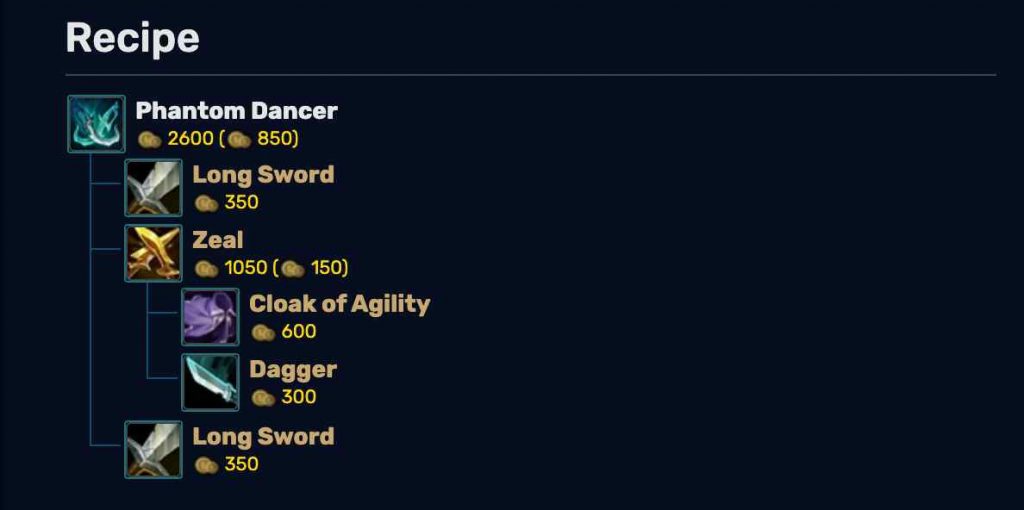 Recipe
Phantom Dancer
2600 ( 850)
Long Sword
350
Zeal
1050 ( 150)
Cloak of Agility
600
Dagger
300
Long Sword
350